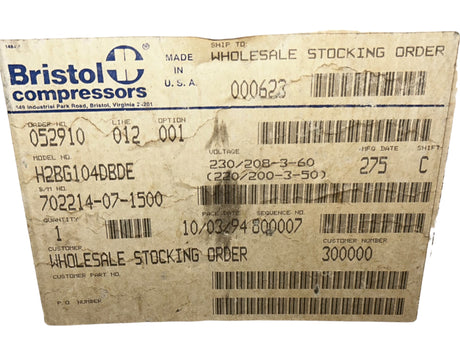 Bristol
compressors
®
MADE
IN
U.S.A.
149 Industrial Park Road, Bristol, Virginia
SHIP TO:
WHOLESALE STOCKING ORDER
000623
ORDER NO. LINE OPTION
052910 012 001
MODEL NO. VOLTAGE MFG DATE SHIFT
H2BG104DBDE 230/208-3-60 275 C
(220/200-3-50)
B/M NO.
702214-07-1500
QUANTITY DATE SEQUENCE NO.
1 10/03/94 800007
CUSTOMER CUSTOMER NUMBER
WHOLESALE STOCKING ORDER 300000
CUSTOMER PART NO.
P.O. NUMBER